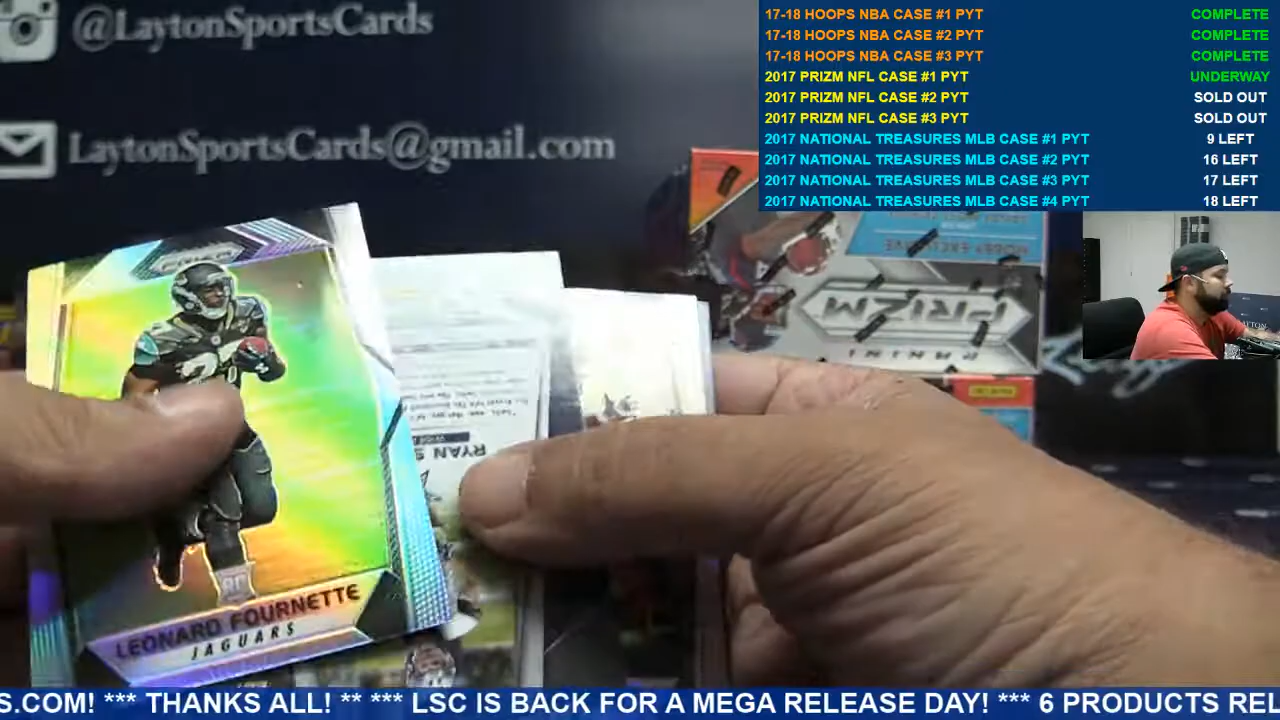 @LaytonSportsCards
LaytonSportsCards@gmail.com
17-18 HOOPS NBA CASE #1 PYT COMPLETE
17-18 HOOPS NBA CASE #2 PYT COMPLETE
17-18 HOOPS NBA CASE #3 PYT COMPLETE
2017 PRIZM NFL CASE #1 PYT UNDERWAY
2017 PRIZM NFL CASE #2 PYT SOLD OUT
2017 PRIZM NFL CASE #3 PYT SOLD OUT
2017 NATIONAL TREASURES MLB CASE #1 PYT 9 LEFT
2017 NATIONAL TREASURES MLB CASE #2 PYT 16 LEFT
2017 NATIONAL TREASURES MLB CASE #3 PYT 17 LEFT
2017 NATIONAL TREASURES MLB CASE #4 PYT 18 LEFT
HOBBY EXCLUSIVE
PRIZM
PANINI
PRIZM
RYAN S
LEONARD FOURNETTE
JAGUARS
RC
S.COM! *** THANKS ALL! ** *** LSC IS BACK FOR A MEGA RELEASE DAY! *** 6 PRODUCTS REL